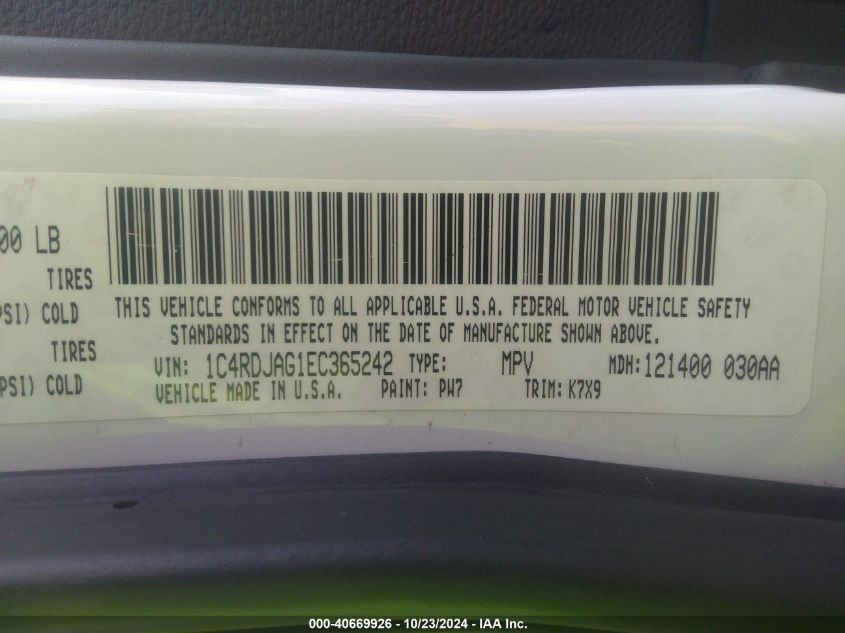 00 LB
TIRES
PSI) COLD
TIRES
PSI) COLD
THIS VEHICLE CONFORMS TO ALL APPLICABLE U.S.A. FEDERAL MOTOR VEHICLE SAFETY
STANDARDS IN EFFECT ON THE DATE OF MANUFACTURE SHOWN ABOVE.
VIN: 1C4RDJAG1EC365242 TYPE: MPV MDH:121400 030AA
VEHICLE MADE IN U.S.A. PAINT: PW7 TRIM: K7X9
000-40669926 - 10/23/2024 - IAA Inc.